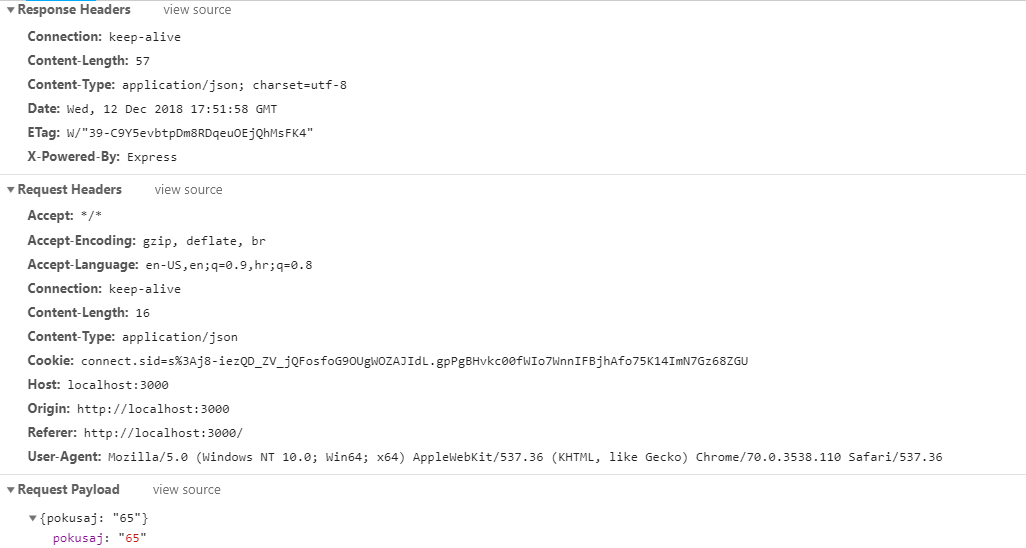 Response Headers view source
Connection: keep-alive
Content-Length: 57
Content-Type: application/json; charset=utf-8
Date: Wed, 12 Dec 2018 17:51:58 GMT
ETag: W/"39-C9Y5evbtpDm8RDqeuOEjQhMsFK4"
X-Powered-By: Express
Request Headers view source
Accept: */*
Accept-Encoding: gzip, deflate, br
Accept-Language: en-US,en;q=0.9,hr;q=0.8
Connection: keep-alive
Content-Length: 16
Content-Type: application/json
Cookie: connect.sid=s%3Aj8-iezQD_ZV_jQFosfoG9OUgWOZAJIdL.gpPgBHvkc00fWIo7WnnIFBjhAfo75K14ImN7Gz68ZGU
Host: localhost:3000
Origin: http://localhost:3000
Referer: http://localhost:3000/
User-Agent: Mozilla/5.0 (Windows NT 10.0; Win64; x64) AppleWebKit/537.36 (KHTML, like Gecko) Chrome/70.0.3538.110 Safari/537.36
Request Payload view source
{pokusaj: "65"}
pokusaj: "65"